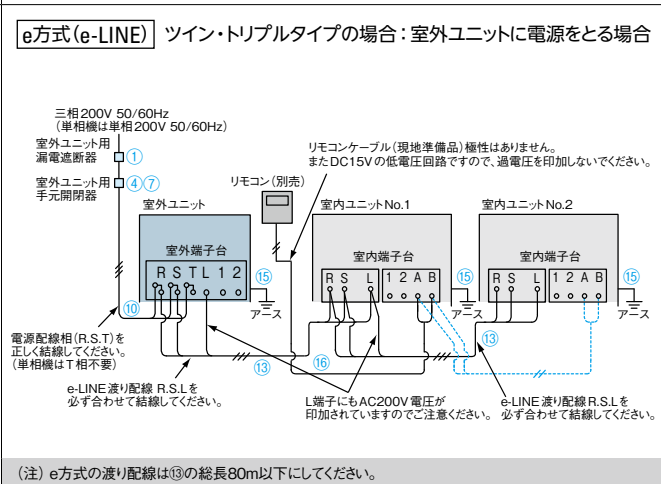 e方式(e-LINE) ツイン・トリプルタイプの場合：室外ユニットに電源をとる場合
三相200V 50/60Hz
(単相機は単相200V 50/60Hz)
室外ユニット用
漏電遮断器
①
室外ユニット用
手元開閉器
④⑦
リモコンケーブル(現地準備品)極性はありません。
またDC15Vの低電圧回路ですので、過電圧を印加しないでください。
リモコン(別売)
室外ユニット
室外端子台
R S T L 1 2
⑮
アース
室内ユニットNo.1
室内端子台
R S L 1 2 A B
⑮
アース
室内ユニットNo.2
室内端子台
R S L 1 2 A B
⑮
アース
⑩
電源配線相(R.S.T)を
正しく結線してください。
(単相機はT相不要)
⑬
⑯
⑬
e-LINE渡り配線 R.S.Lを
必ず合わせて結線してください。
L端子にもAC200V電圧が
印加されていますのでご注意ください。
e-LINE渡り配線R.S.Lを
必ず合わせて結線してください。
(注) e方式の渡り配線は⑬の総長80m以下にしてください。